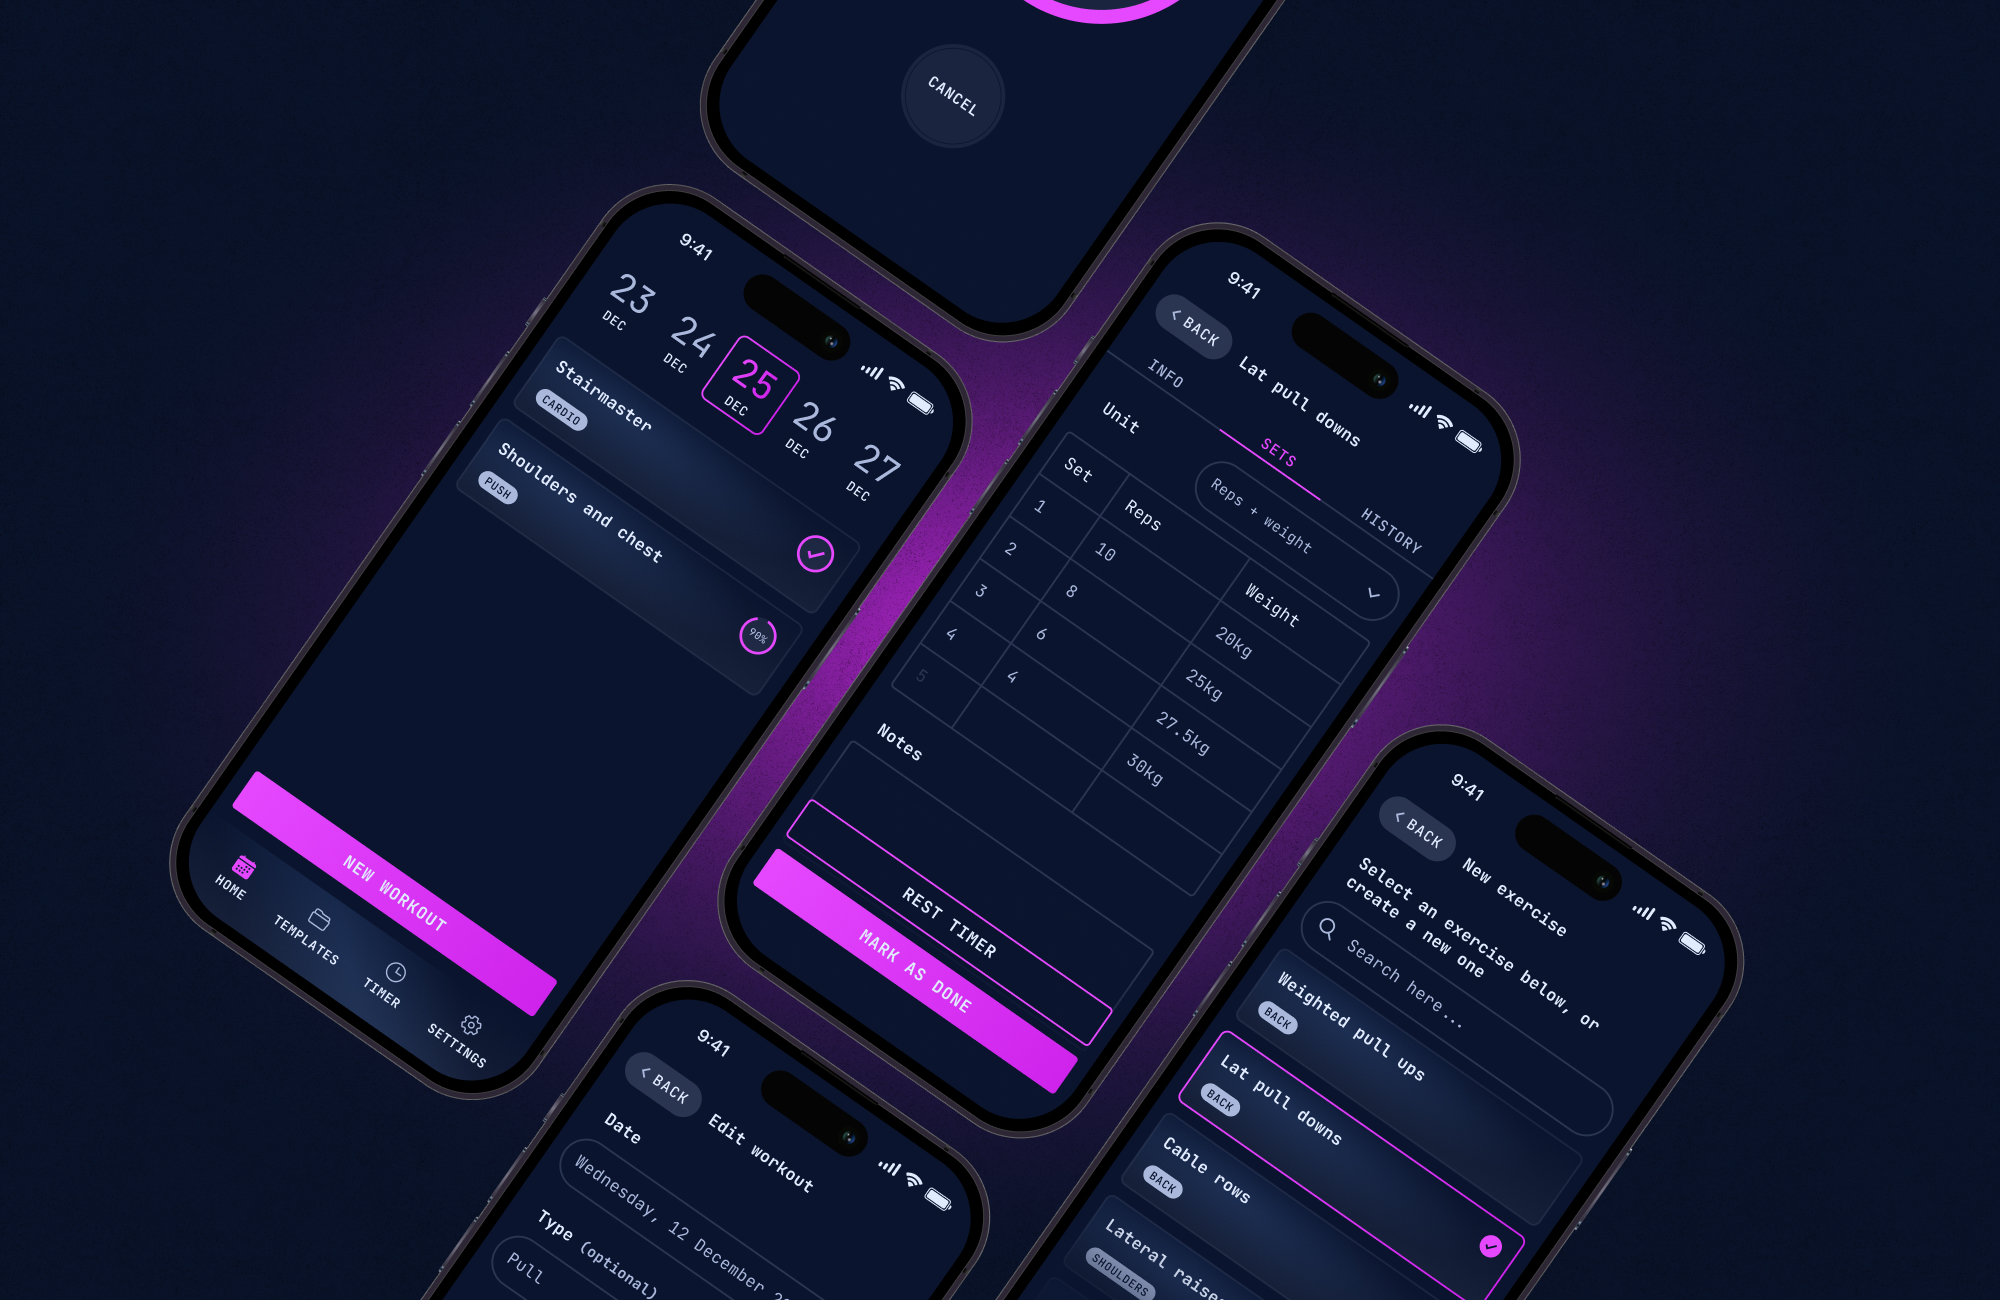 CANCEL
9:41
23
DEC
24
DEC
25
DEC
26
DEC
27
DEC
Stairmaster
CARDIO
Shoulders and chest
PUSH
90%
NEW WORKOUT
HOME
TEMPLATES
TIMER
SETTINGS
9:41
BACK
Lat pull downs
INFO
SETS
HISTORY
Unit
Reps + weight
Set
Reps
Weight
1
10
20kg
2
8
25kg
3
6
27.5kg
4
4
30kg
5
Notes
REST TIMER
MARK AS DONE
9:41
BACK
Edit workout
Date
Wednesday, 12 December
Type (optional)
Pull
9:41
BACK
New exercise
Select an exercise below, or
create a new one
Search here...
Weighted pull ups
BACK
Lat pull downs
BACK
Cable rows
BACK
Lateral raises
SHOULDERS